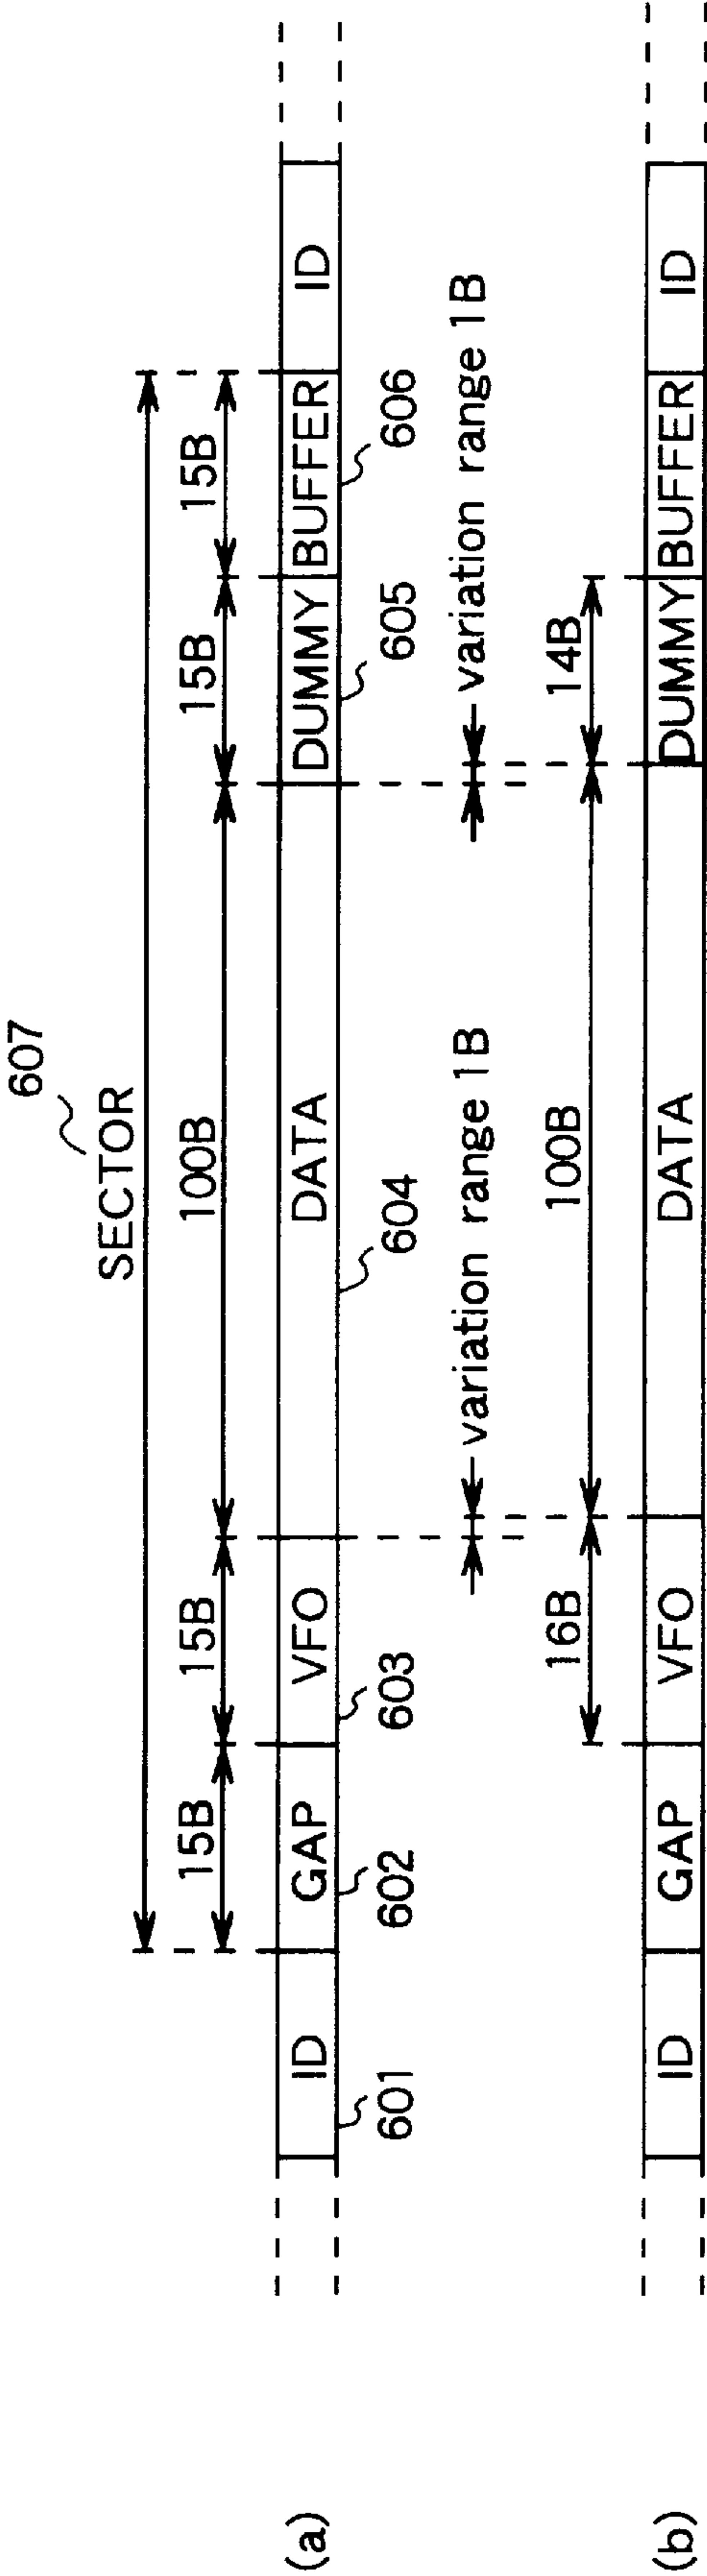 607
SECTOR
15B 15B 100B 15B 15B
(a) ID GAP VFO DATA DUMMY BUFFER ID
601 602 603 604 605 606
variation range 1B variation range 1B
16B 100B 14B
(b) ID GAP VFO DATA DUMMY BUFFER ID